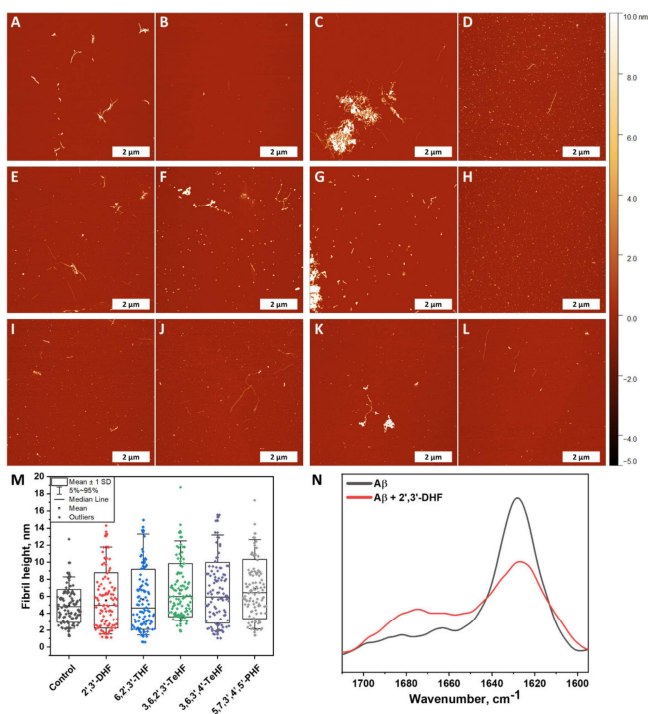 A B C D
10.0 nm
8.0
2 µm 2 µm 2 µm 2 µm
6.0
E F G H
4.0
2.0
2 µm 2 µm 2 µm 2 µm
0.0
I J K L
-2.0
-4.0
2 µm 2 µm 2 µm 2 µm
-5.0
M
Fibril height, nm
20
18
16
14
12
10
8
6
4
2
0
Mean ± 1 SD
5%~95%
Median Line
Mean
Outliers
Control
2',3'-DHF
6,2',3'-THF
3,6,2',3'-TeHF
3,6,3',4'-TeHF
5,7,3',4',5'-PHF
N
Aβ
Aβ + 2',3'-DHF
1700 1680 1660 1640 1620 1600
Wavenumber, cm⁻¹